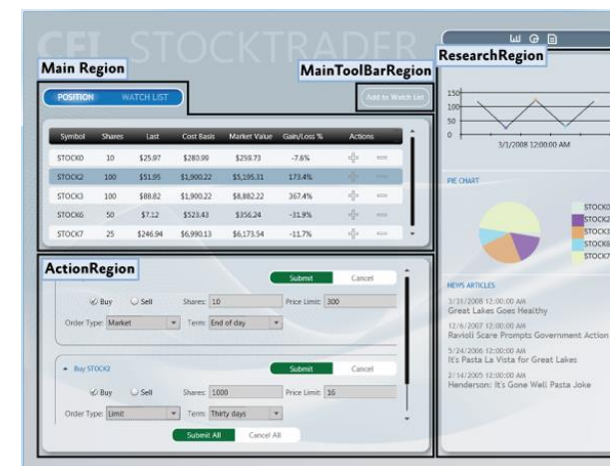 CFI STOCKTRADER
Main Region
MainToolBarRegion
ResearchRegion
POSITION WATCH LIST
Add to Watch List
Symbol Shares Last Cost Basis Market Value Gain/Loss % Actions
STOCK0 10 $25.97 $280.99 $259.73 -7.6%
STOCK2 100 $51.95 $1,900.22 $5,195.31 173.4%
STOCK3 100 $88.82 $1,900.22 $8,882.22 367.4%
STOCK6 50 $7.12 $523.43 $356.24 -31.9%
STOCK7 25 $246.94 $6,990.13 $6,173.54 -11.7%
ActionRegion
Submit Cancel
Buy Sell Shares: 10 Price Limit: 300
Order Type: Market Term: End of day
Buy STOCK2 Submit Cancel
Buy Sell Shares: 1000 Price Limit: 16
Order Type: Limit Term: Thirty days
Submit All Cancel All
150
100
50
0
3/1/2008 12:00:00 AM
PIE CHART
STOCK0
STOCK2
STOCK3
STOCK6
STOCK7
NEWS ARTICLES
3/31/2008 12:00:00 AM
Great Lakes Goes Healthy
12/6/2007 12:00:00 AM
Ravioli Scare Prompts Government Action
5/24/2006 12:00:00 AM
It's Pasta La Vista for Great Lakes
2/14/2005 12:00:00 AM
Henderson: It's Gone Well Pasta Joke